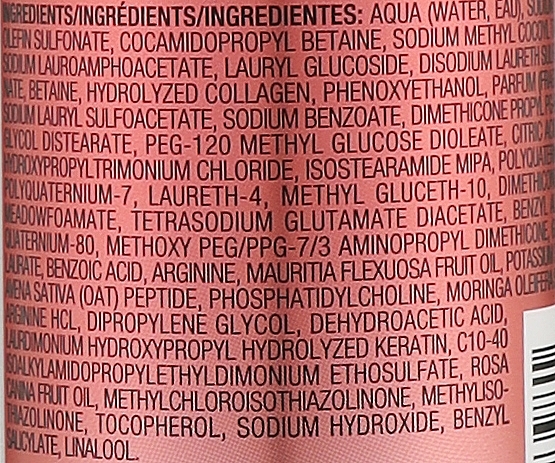 INGREDIENTS/INGRÉDIENTS/INGREDIENTES: AQUA (WATER, EAU),
OLEFIN SULFONATE, COCAMIDOPROPYL BETAINE, SODIUM METHYL
SODIUM LAUROAMPHOACETATE, LAURYL GLUCOSIDE, DISODIUM LAURETH
NATE, BETAINE, HYDROLYZED COLLAGEN, PHENOXYETHANOL, PARFUM
SODIUM LAURYL SULFOACETATE, SODIUM BENZOATE, DIMETHICONE PROPYL
GLYCOL DISTEARATE, PEG-120 METHYL GLUCOSE DIOLEATE, CITRIC
HYDROXYPROPYLTRIMONIUM CHLORIDE, ISOSTEARAMIDE MIPA,
POLYQUATERNIUM-7, LAURETH-4, METHYL GLUCETH-10,
MEADOWFOAMATE, TETRASODIUM GLUTAMATE DIACETATE, BENZYL
QUATERNIUM-80, METHOXY PEG/PPG-7/3 AMINOPROPYL DIMETHICONE,
LAURATE, BENZOIC ACID, ARGININE, MAURITIA FLEXUOSA FRUIT OIL, POTASSIUM
AVENA SATIVA (OAT) PEPTIDE, PHOSPHATIDYLCHOLINE, MORINGA OLEIFERA
ARGININE HCL, DIPROPYLENE GLYCOL, DEHYDROACETIC ACID,
LAURDIMONIUM HYDROXYPROPYL HYDROLYZED KERATIN, C10-40
ISOALKYLAMIDOPROPYLETHYLDIMONIUM ETHOSULFATE, ROSA
CANINA FRUIT OIL, METHYLCHLOROISOTHIAZOLINONE, METHYLISO-
THIAZOLINONE, TOCOPHEROL, SODIUM HYDROXIDE, BENZYL
SALICYLATE, LINALOOL.